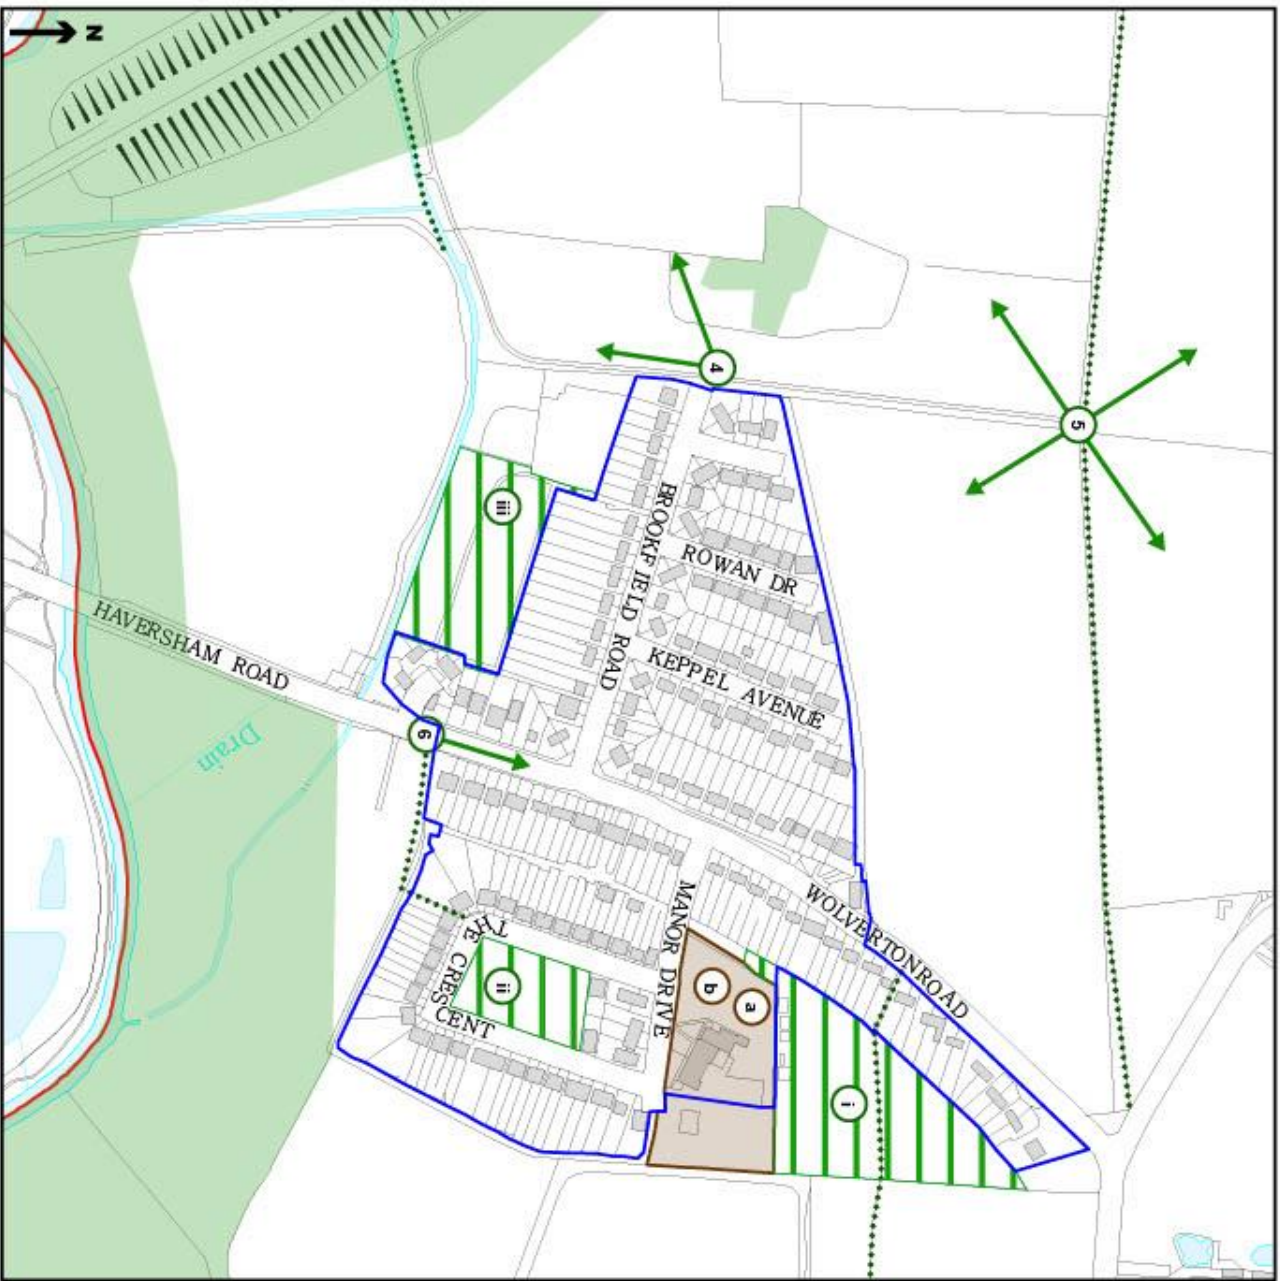 N
5
4
BROOKFIELD ROAD
ROWAN DR
iii
KEPPEL AVENUE
HAVERSHAM ROAD
6
Drain
WOLVERTON ROAD
MANOR DRIVE
THE CRESCENT
ii
b
a
i